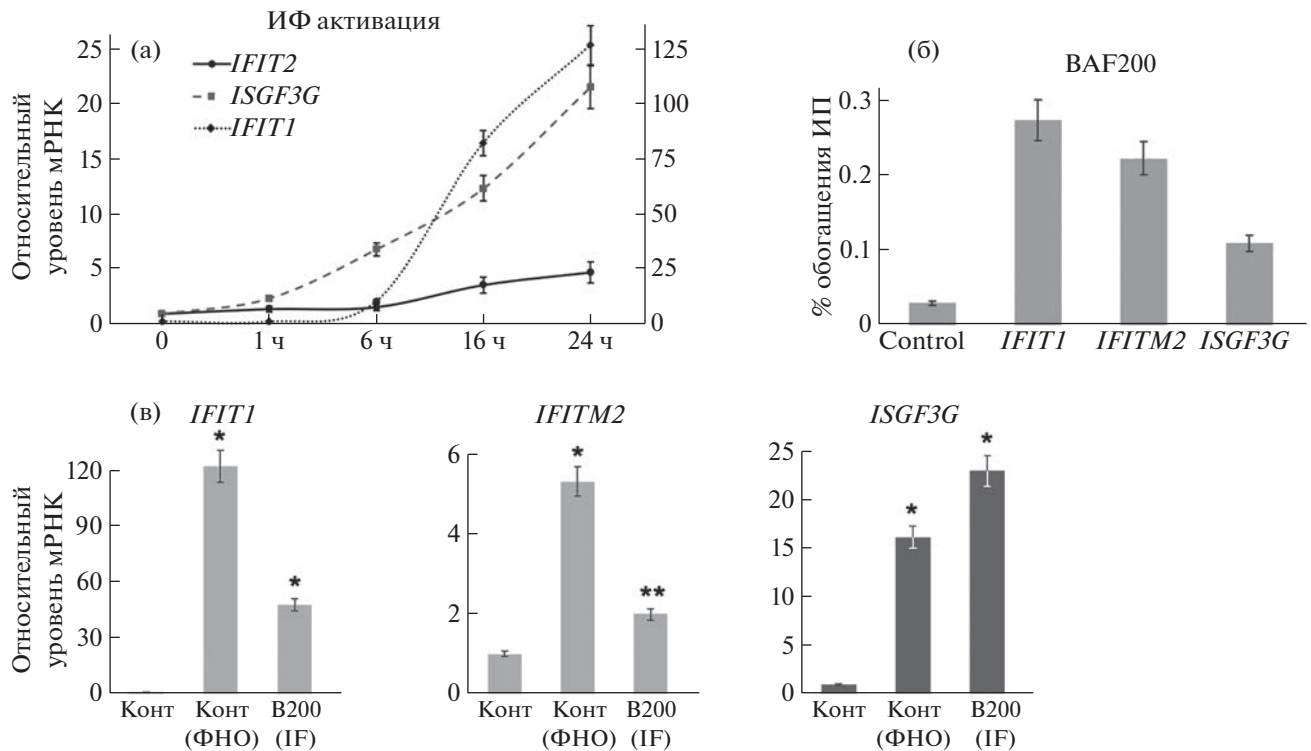 ИФ активация
(а)
IFIT2
ISGF3G
IFIT1
Относительный
уровень мРНК
25
20
15
10
5
0
125
100
75
50
25
0
0
1 ч
6 ч
16 ч
24 ч
(б)
BAF200
% обогащения ИП
0.3
0.2
0.1
0
Control
IFIT1
IFITM2
ISGF3G
(в)
IFIT1
Относительный
уровень мРНК
120
90
60
30
0
*
*
Конт
Конт
(ФНО)
B200
(IF)
IFITM2
6
4
2
0
*
**
Конт
Конт
(ФНО)
B200
(IF)
ISGF3G
25
20
15
10
5
0
*
*
Конт
Конт
(ФНО)
B200
(IF)